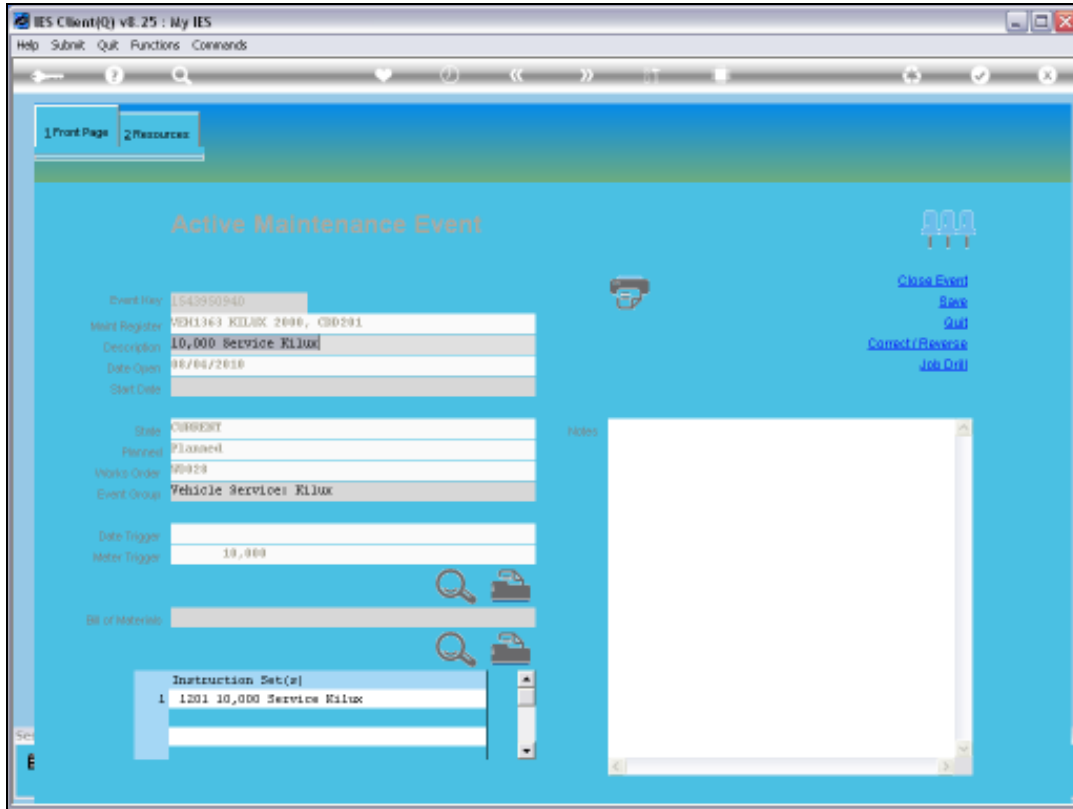 IES Client(Q) v8.25 : My IES
Help Submit Quit Functions Commands
1 Front Page 2 Resources
Active Maintenance Event
Close Event
Save
Quit
Correct / Reverse
Job Drill
Event Key 154395094D
Maint Register VEH1363 KILUX 2000, CDD201
Description 10,000 Service Kilux
Date Open 08/06/2010
Start Date
State CURRENT
Planned Planned
Works Order WO028
Event Group Vehicle Service: Kilux
Date Trigger
Meter Trigger 10,000
Bill of Materials
Instruction Set(s)
1 1201 10,000 Service Kilux
Notes